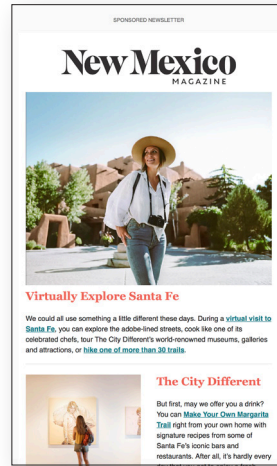 SPONSORED NEWSLETTER
New Mexico
MAGAZINE
Virtually Explore Santa Fe
We could all use something a little different these days. During a virtual visit to
Santa Fe, you can explore the adobe-lined streets, cook like one of its
celebrated chefs, tour The City Different's world-renowned museums, galleries
and attractions, or hike one of more than 30 trails.
The City Different
But first, may we offer you a drink?
You can Make Your Own Margarita
Trail right from your own home with
signature recipes from some of
Santa Fe's iconic bars and
restaurants. After all, it's hardly every